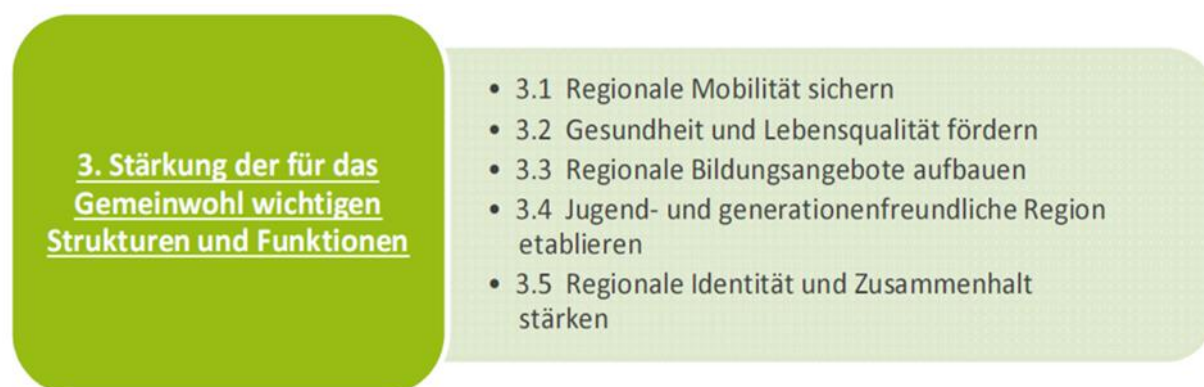 3. Stärkung der für das
Gemeinwohl wichtigen
Strukturen und Funktionen
• 3.1 Regionale Mobilität sichern
• 3.2 Gesundheit und Lebensqualität fördern
• 3.3 Regionale Bildungsangebote aufbauen
• 3.4 Jugend- und generationenfreundliche Region
etablieren
• 3.5 Regionale Identität und Zusammenhalt
stärken